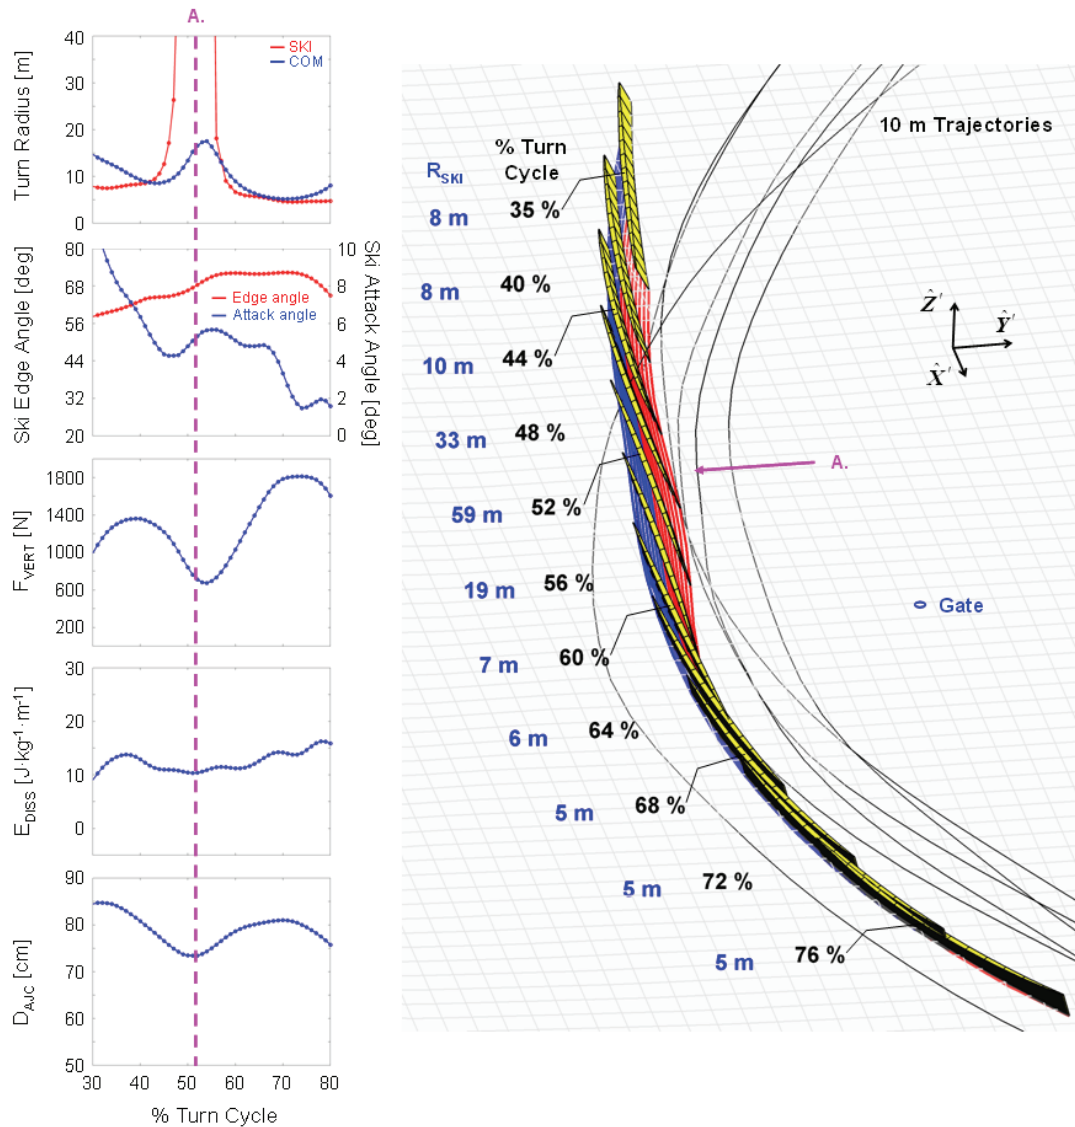 A.
Turn Radius [m]
40
30
20
10
0
SKI
COM
Ski Edge Angle [deg]
80
68
56
44
32
20
Edge angle
Attack angle
10
8
6
4
2
0
Ski Attack Angle [deg]
F_VERT [N]
1800
1400
1000
600
200
E_DISS [J·kg⁻¹·m⁻¹]
30
20
10
0
D_AJC [cm]
90
80
70
60
50
30 40 50 60 70 80
% Turn Cycle
10 m Trajectories
R_SKI
% Turn
Cycle
8 m 35 %
8 m 40 %
10 m 44 %
33 m 48 %
59 m 52 %
19 m 56 %
7 m 60 %
6 m 64 %
5 m 68 %
5 m 72 %
5 m 76 %
Ẑ'
Ŷ'
X̂'
A.
Gate